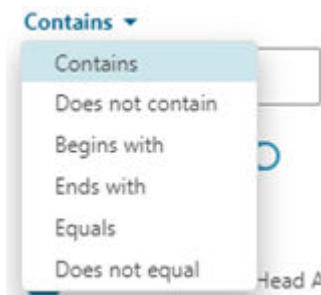 Contains
Contains
Does not contain
Begins with
Ends with
Equals
Does not equal
Head A